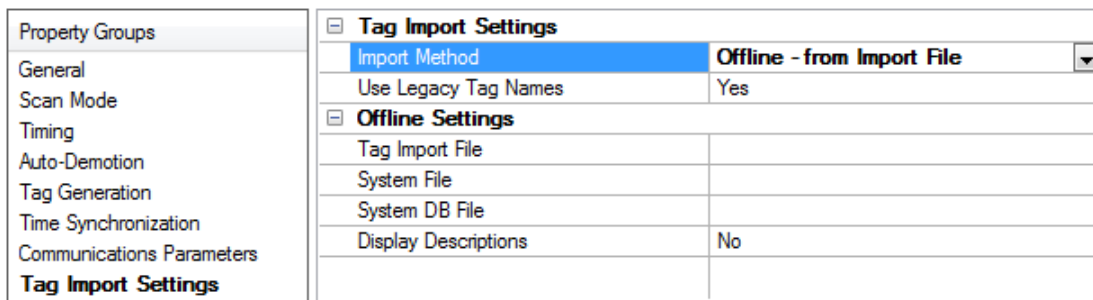 Property Groups
General
Scan Mode
Timing
Auto-Demotion
Tag Generation
Time Synchronization
Communications Parameters
Tag Import Settings
Tag Import Settings
Import Method Offline - from Import File
Use Legacy Tag Names Yes
Offline Settings
Tag Import File
System File
System DB File
Display Descriptions No